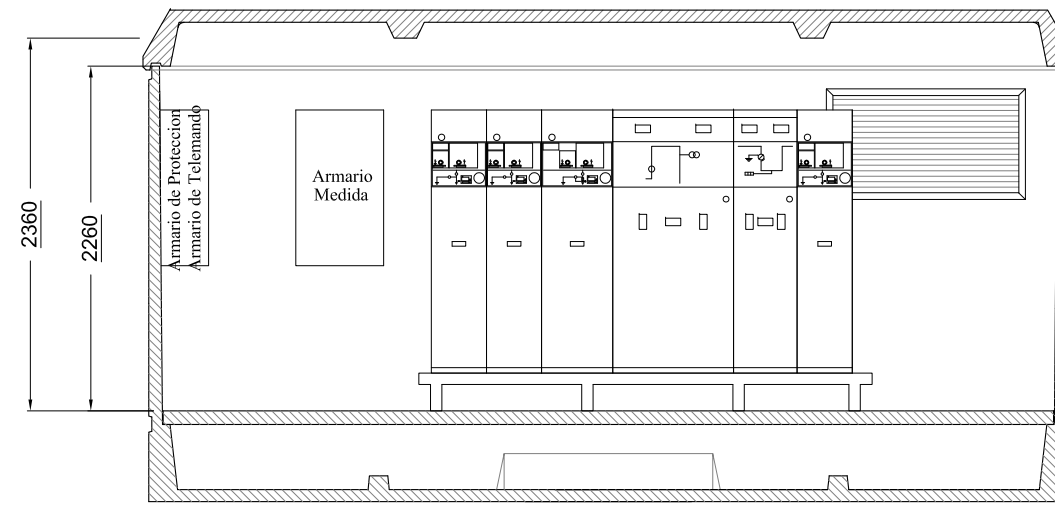 2360
2260
Armario de Proteccion
Armario de Telemando
Armario
Medida